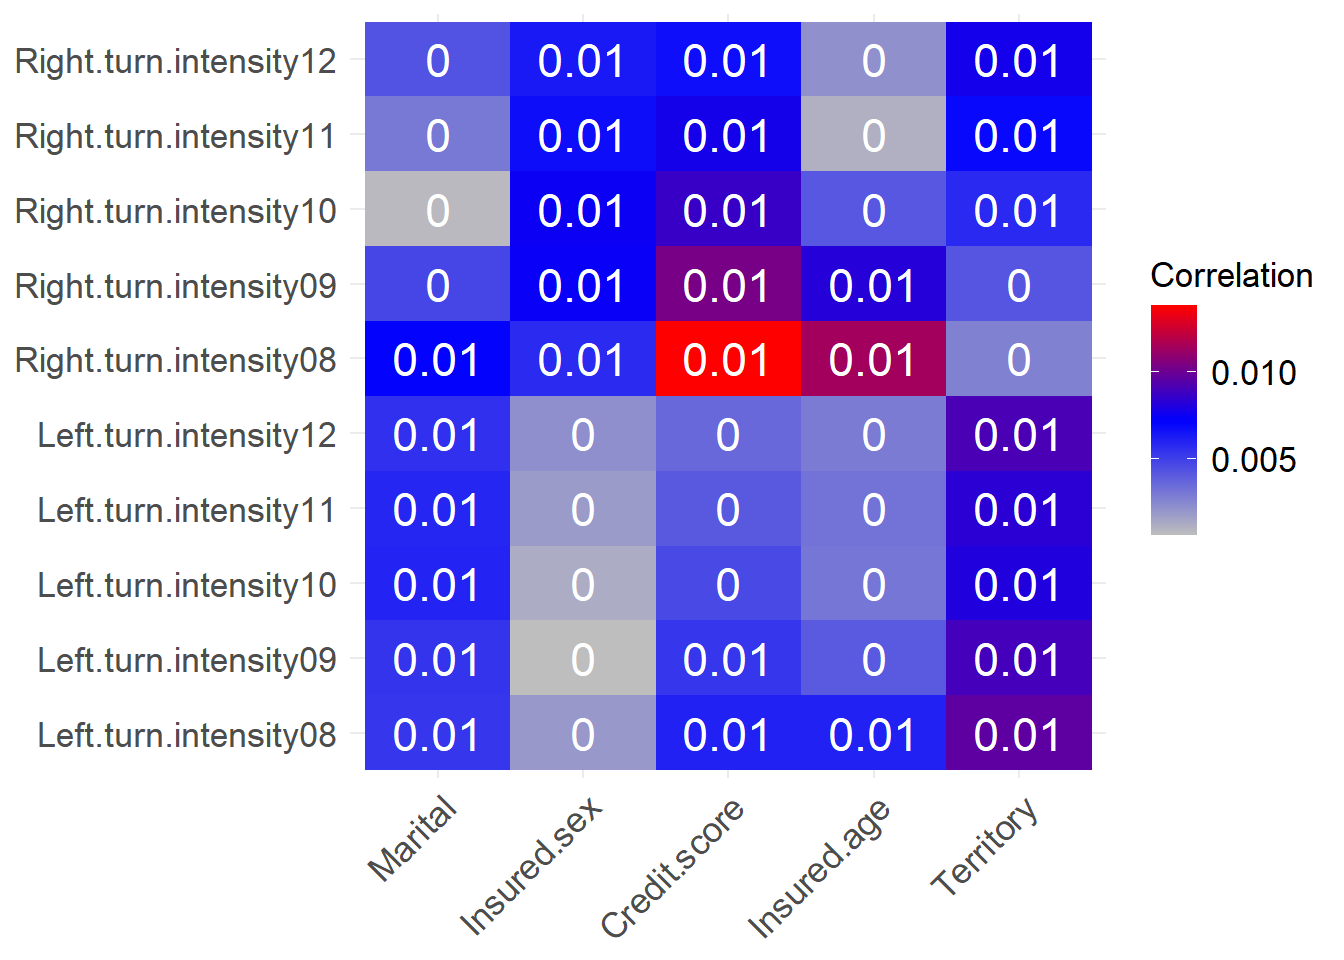 Right.turn.intensity12 0 0.01 0.01 0 0.01
Right.turn.intensity11 0 0.01 0.01 0 0.01
Right.turn.intensity10 0 0.01 0.01 0 0.01
Right.turn.intensity09 0 0.01 0.01 0.01 0
Right.turn.intensity08 0.01 0.01 0.01 0.01 0
Left.turn.intensity12 0.01 0 0 0 0.01
Left.turn.intensity11 0.01 0 0 0 0.01
Left.turn.intensity10 0.01 0 0 0 0.01
Left.turn.intensity09 0.01 0 0.01 0 0.01
Left.turn.intensity08 0.01 0 0.01 0.01 0.01
Marital
Insured.sex
Credit.score
Insured.age
Territory
Correlation
0.010
0.005